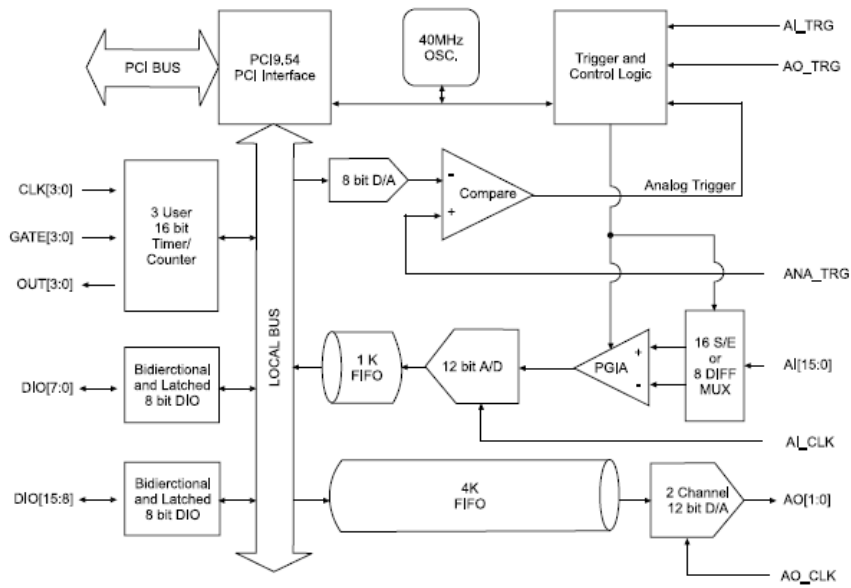 PCI BUS
PCI9.54
PCI Interface
40MHz
OSC.
Trigger and
Control Logic
AI_TRG
AO_TRG
CLK[3:0]
GATE[3:0]
OUT[3:0]
3 User
16 bit
Timer/
Counter
8 bit D/A
-
+
Compare
Analog Trigger
ANA_TRG
LOCAL BUS
DIO[7:0]
Bidierctional
and Latched
8 bit DIO
1 K
FIFO
12 bit A/D
PGIA
+
-
16 S/E
or
8 DIFF
MUX
AI[15:0]
AI_CLK
DIO[15:8]
Bidierctional
and Latched
8 bit DIO
4K
FIFO
2 Channel
12 bit D/A
AO[1:0]
AO_CLK